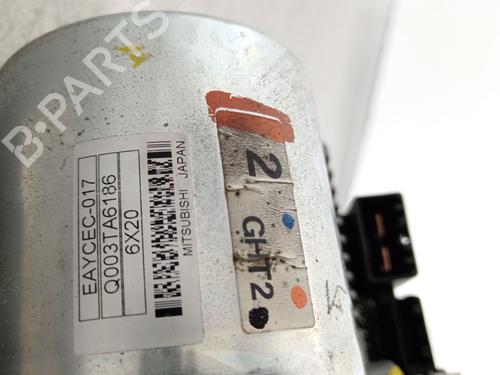 B-PARTS
EAYCEC-017
Q003TA6186
6X20
MITSUBISHI JAPAN
2 GHT2